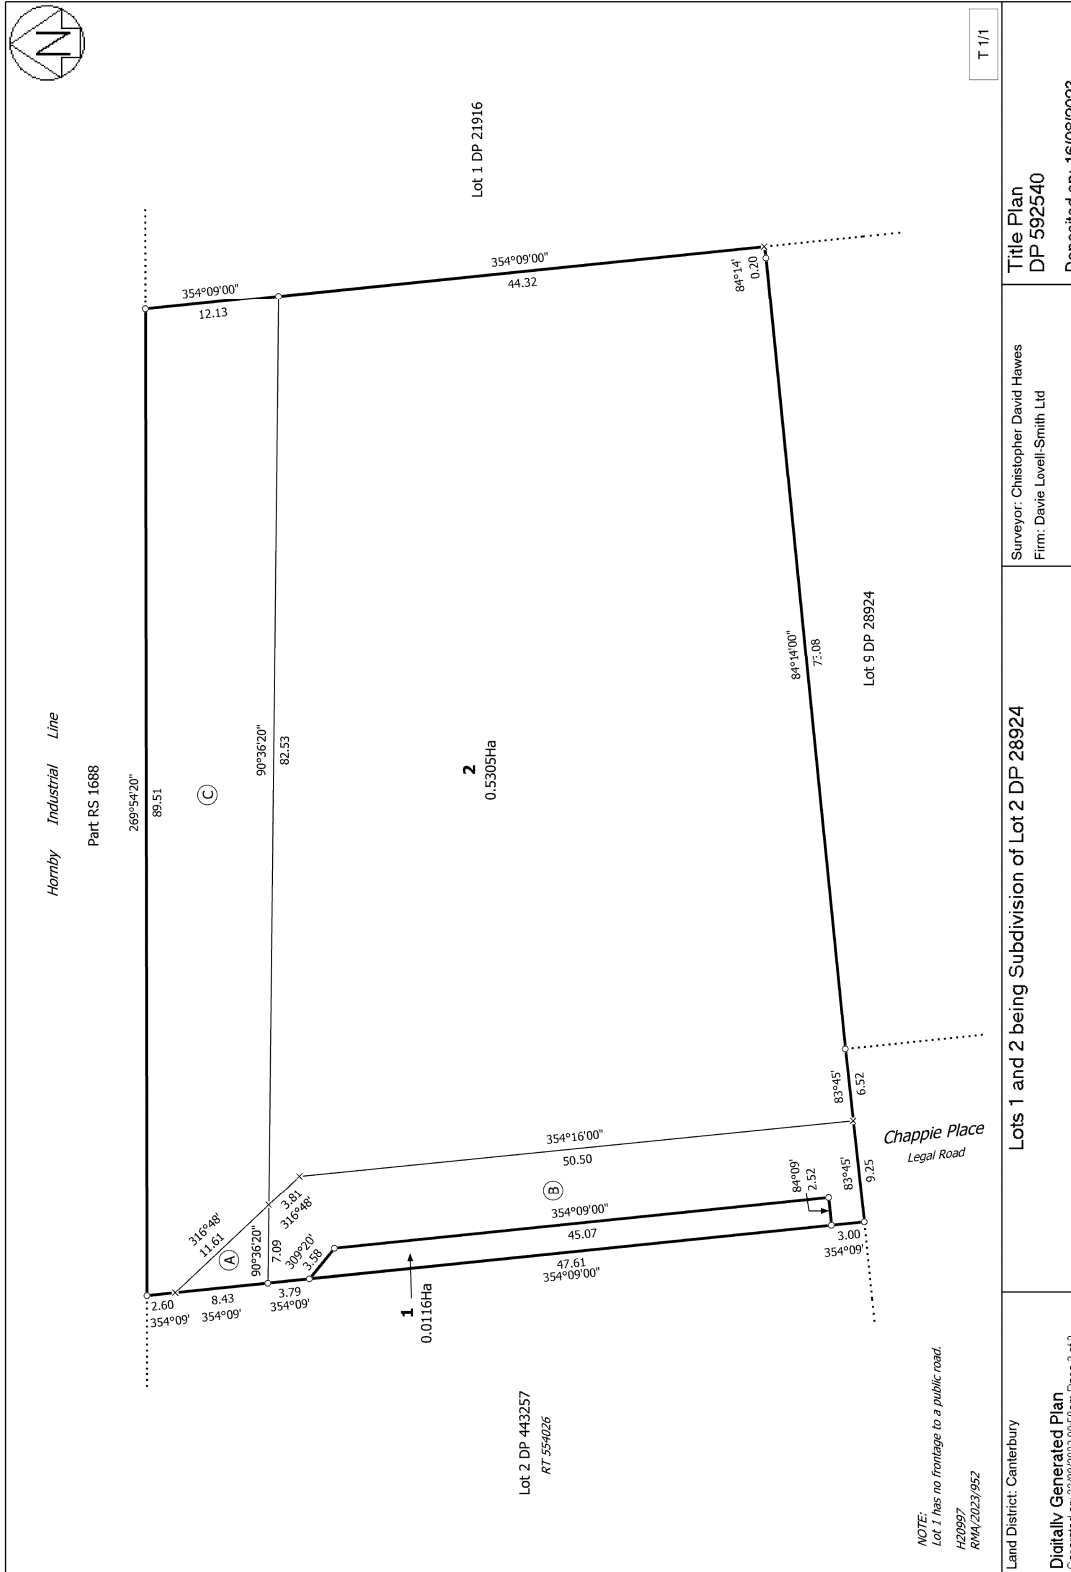 N
T 1/1
Hornby Industrial Line
Part RS 1688
Lot 1 DP 21916
269°54'20"
89.51
354°09'00"
12.13
354°09'00"
44.32
84°14'
0.20
C
90°36'20"
82.53
2
0.5305Ha
84°14'00"
73.08
Lot 9 DP 28924
83°45'
6.52
83°45'
9.25
Chappie Place
Legal Road
354°16'00"
50.50
B
84°09'
2.52
354°09'00"
45.07
47.61
354°09'00"
3.00
354°09'
316°48'
11.61
A
3.81
316°48'
90°36'20"
7.09
309°20'
3.58
2.60
354°09'
8.43
354°09'
3.79
354°09'
1
0.0116Ha
Lot 2 DP 443257
RT 554026
NOTE:
Lot 1 has no frontage to a public road.
H20997
RMA/2023/952
Land District: Canterbury
Digitally Generated Plan
Lots 1 and 2 being Subdivision of Lot 2 DP 28924
Surveyor: Christopher David Hawes
Firm: Davie Lovell-Smith Ltd
Title Plan
DP 592540
Deposited on: 16/08/2023